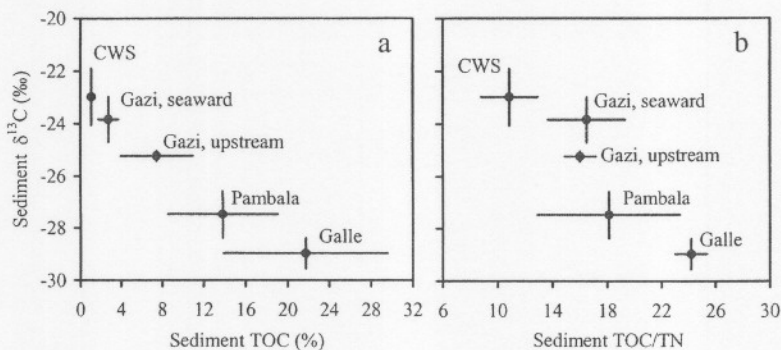 a
b
-20
-22
-24
-26
-28
-30
Sediment δ¹³C (‰)
CWS
Gazi, seaward
Gazi, upstream
Pambala
Galle
CWS
Gazi, seaward
Gazi, upstream
Pambala
Galle
0 4 8 12 16 20 24 28 32
6 10 14 18 22 26 30
Sediment TOC (%)
Sediment TOC/TN